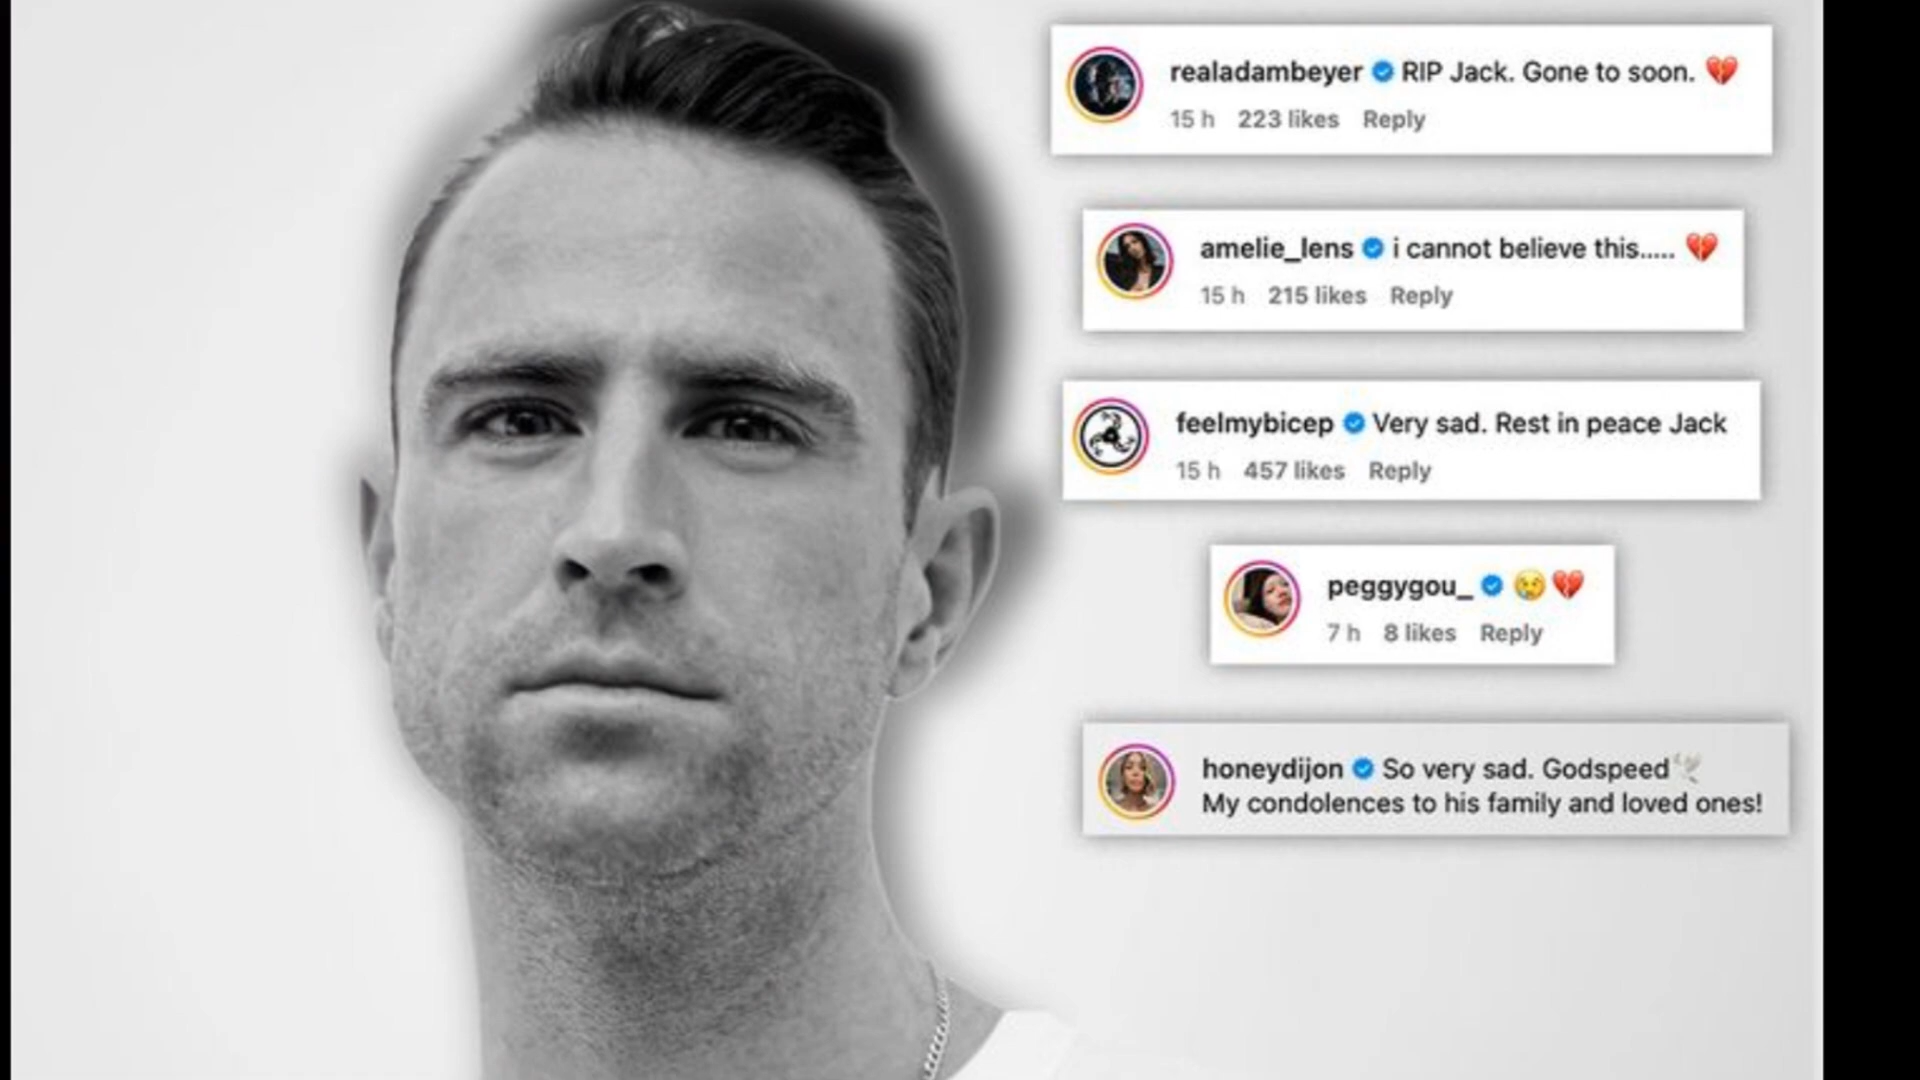 realadambeyer RIP Jack. Gone to soon. 💔
15 h 223 likes Reply
amelie_lens i cannot believe this..... 💔
15 h 215 likes Reply
feelmybicep Very sad. Rest in peace Jack
15 h 457 likes Reply
peggygou_ 😢💔
7 h 8 likes Reply
honeydijon So very sad. Godspeed🕊️
My condolences to his family and loved ones!